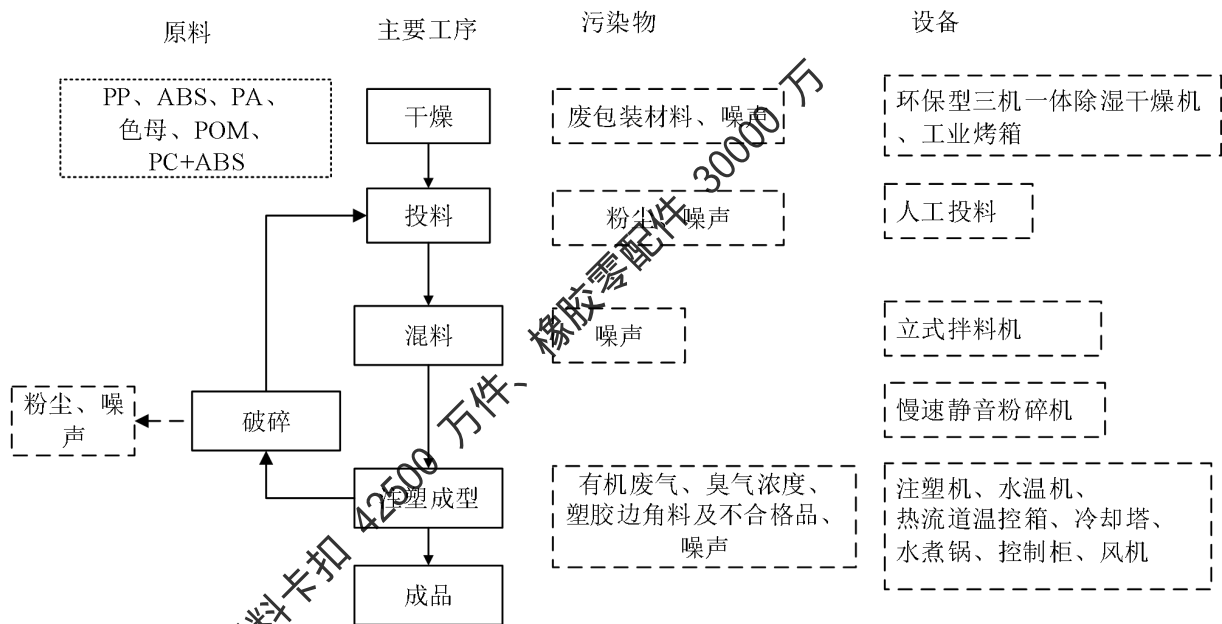 原料 主要工序 污染物 设备
PP、ABS、PA、
色母、POM、
PC+ABS
干燥
废包装材料、噪声
环保型三机一体除湿干燥机
、工业烤箱
投料
粉尘、噪声
人工投料
混料
噪声
立式拌料机
粉尘、噪
声
破碎
慢速静音粉碎机
注塑成型
有机废气、臭气浓度、
塑胶边角料及不合格品、
噪声
注塑机、水温机、
热流道温控箱、冷却塔、
水煮锅、控制柜、风机
成品
料卡扣 42500 万件、橡胶零配件 30000 万